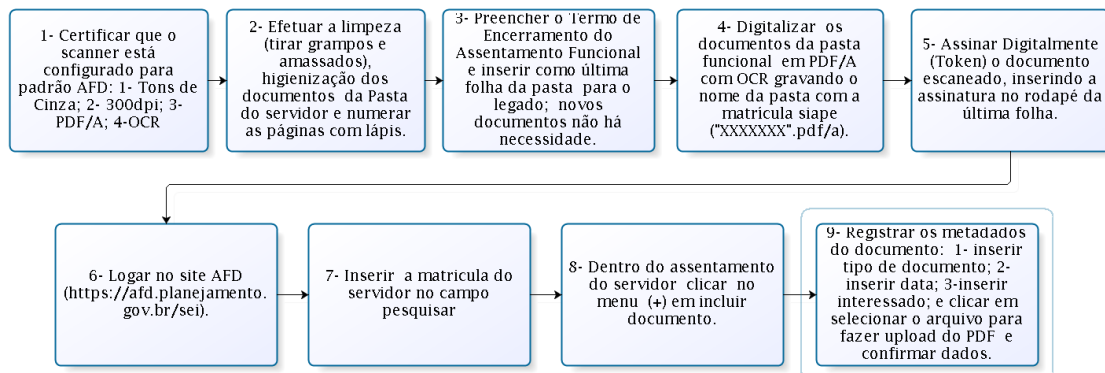 1- Certificar que o
scanner está
configurado para
padrão AFD: 1- Tons de
Cinza; 2- 300dpi; 3-
PDF/A; 4-OCR
2- Efetuar a limpeza
(tirar grampos e
amassados),
higienização dos
documentos da Pasta
do servidor e numerar
as páginas com lápis.
3- Preencher o Termo de
Encerramento do
Assentamento Funcional
e inserir como última
folha da pasta para o
legado; novos
documentos não há
necessidade.
4- Digitalizar os
documentos da pasta
funcional em PDF/A
com OCR gravando o
nome da pasta com a
matrícula siape
("XXXXXXX".pdf/a).
5- Assinar Digitalmente
(Token) o documento
escaneado, inserindo a
assinatura no rodapé da
última folha.
6- Logar no site AFD
(https://afd.planejamento.
gov.br/sei).
7- Inserir a matricula do
servidor no campo
pesquisar
8- Dentro do assentamento
do servidor clicar no
menu (+) em incluir
documento.
9- Registrar os metadados
do documento: 1- inserir
tipo de documento; 2-
inserir data; 3-inserir
interessado; e clicar em
selecionar o arquivo para
fazer upload do PDF e
confirmar dados.